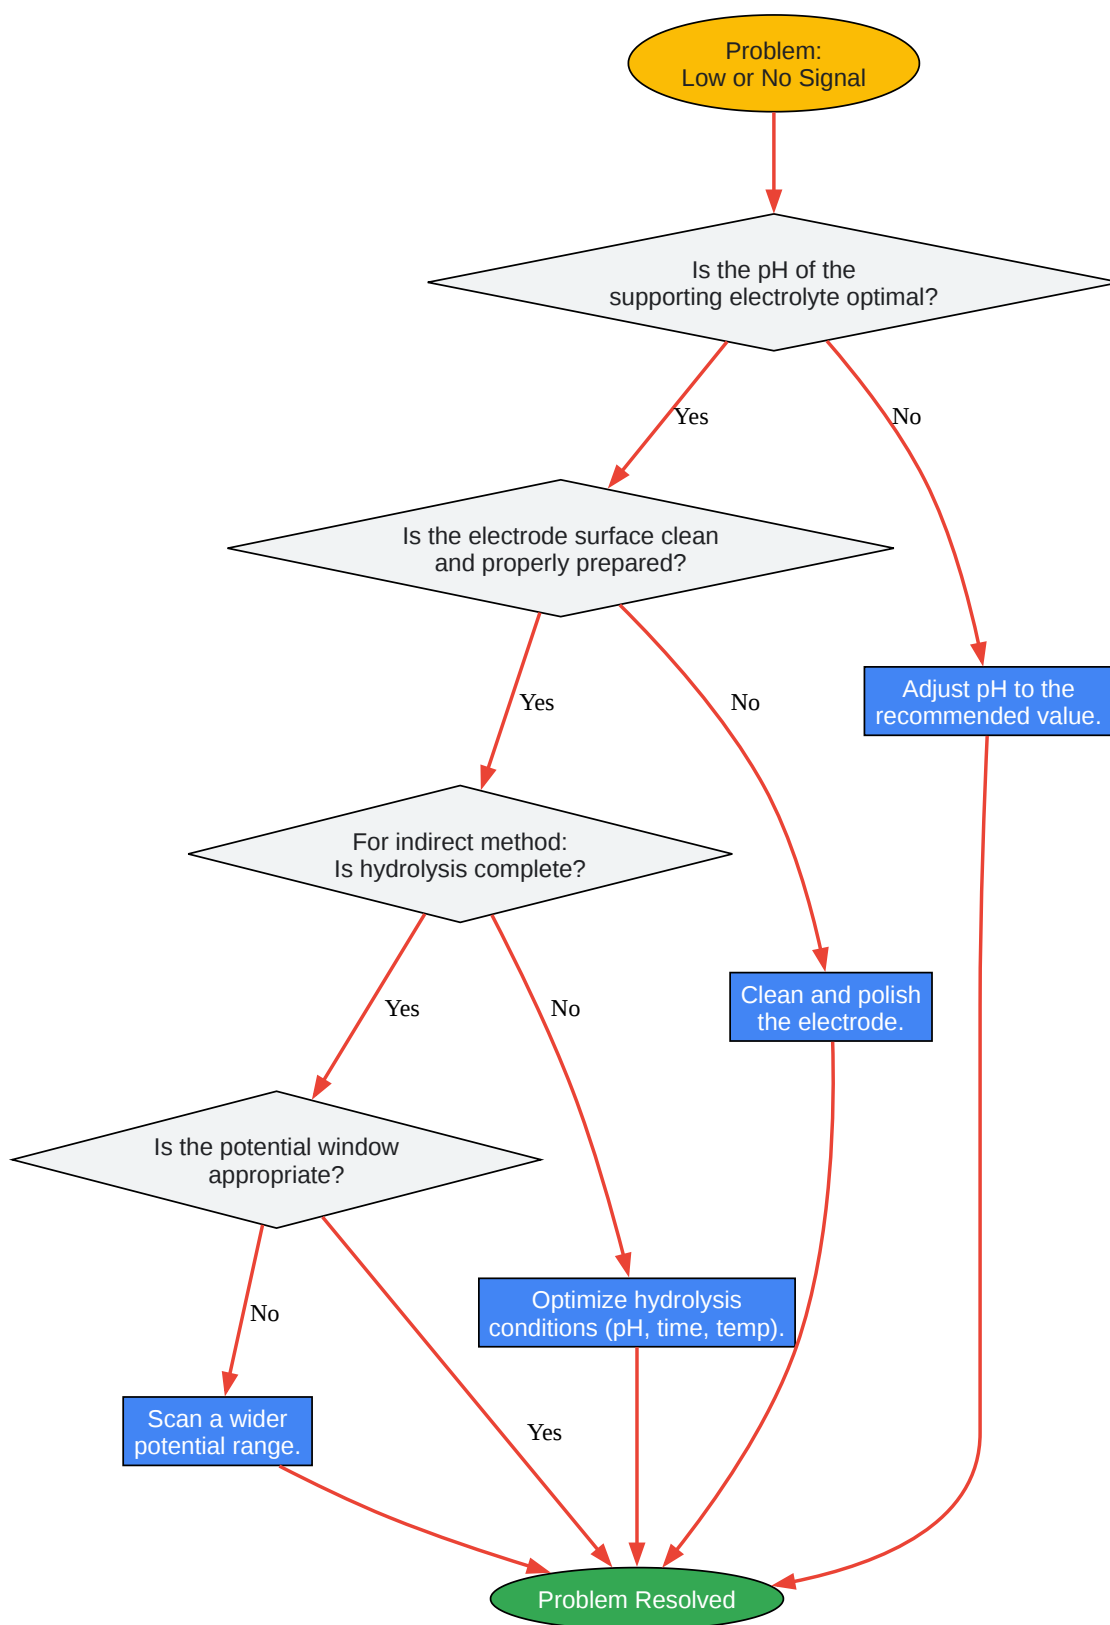 Problem:
Low or No Signal
Is the pH of the
supporting electrolyte optimal?
Yes
No
Is the electrode surface clean
and properly prepared?
Yes
No
Adjust pH to the
recommended value.
For indirect method:
Is hydrolysis complete?
Yes
No
Clean and polish
the electrode.
Is the potential window
appropriate?
No
Yes
Optimize hydrolysis
conditions (pH, time, temp).
Scan a wider
potential range.
Problem Resolved